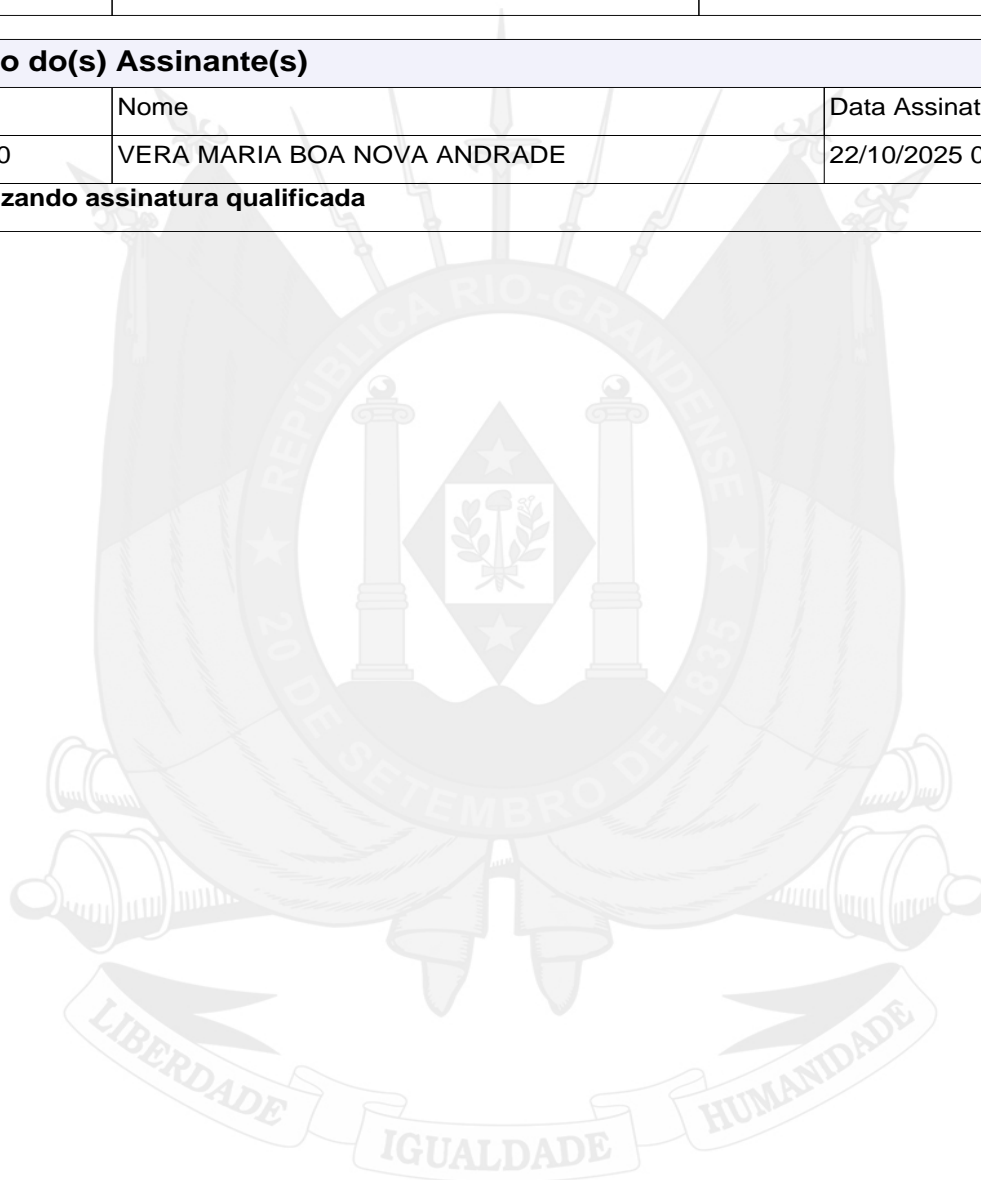 o do(s) Assinante(s)
Nome Data Assinat
0 VERA MARIA BOA NOVA ANDRADE 22/10/2025 0
zando assinatura qualificada
REPÚBLICA RIO-GRANDENSE
20 DE SETEMBRO DE 1835
LIBERDADE IGUALDADE HUMANIDADE